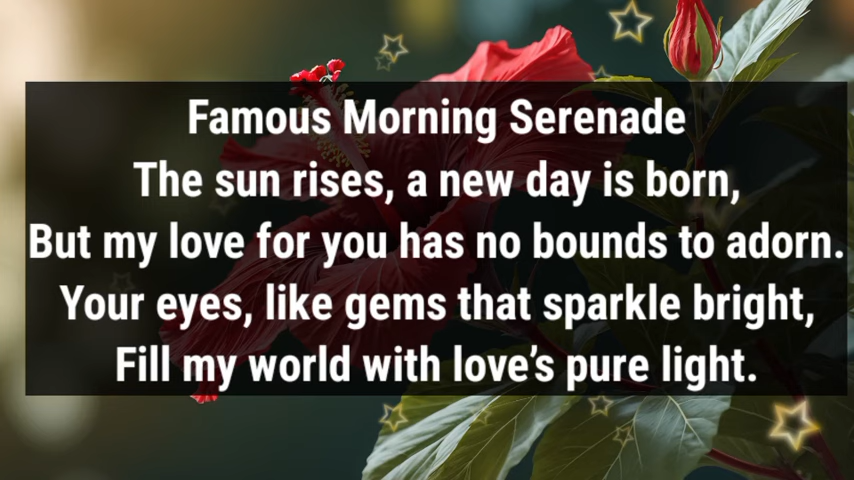 Famous Morning Serenade
The sun rises, a new day is born,
But my love for you has no bounds to adorn.
Your eyes, like gems that sparkle bright,
Fill my world with love’s pure light.